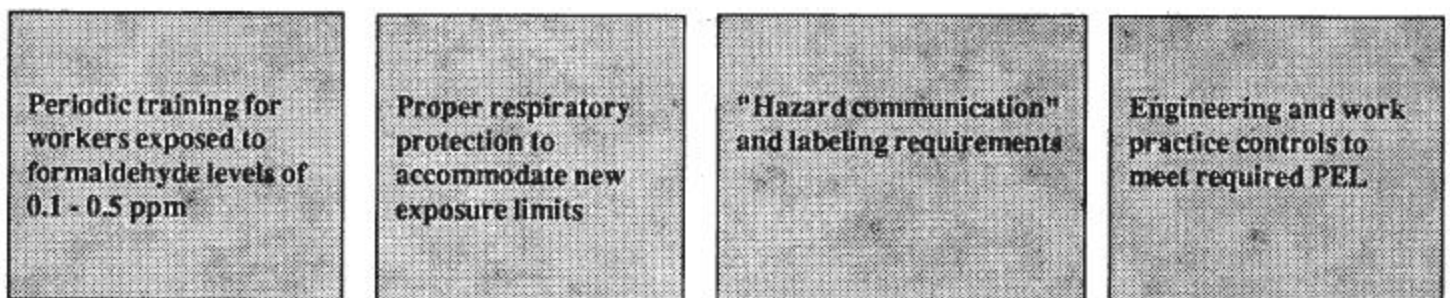 Periodic training for
workers exposed to
formaldehyde levels of
0.1 - 0.5 ppm
Proper respiratory
protection to
accommodate new
exposure limits
"Hazard communication"
and labeling requirements
Engineering and work
practice controls to
meet required PEL